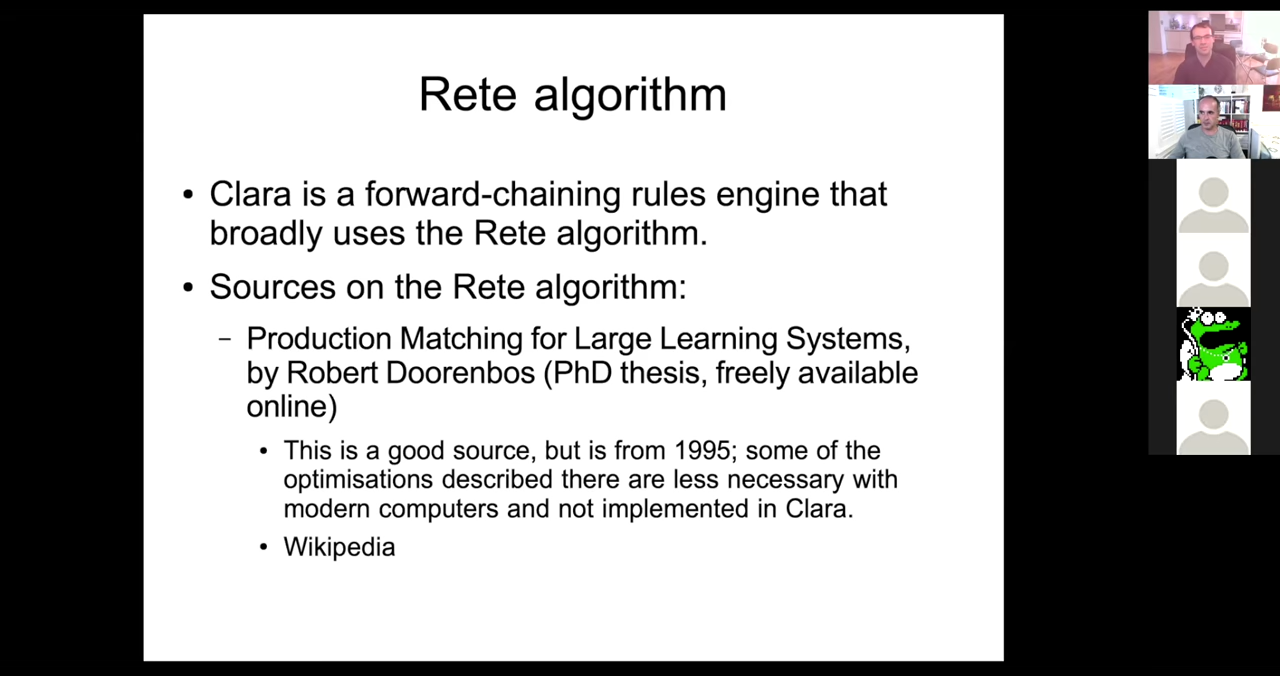 Rete algorithm
• Clara is a forward-chaining rules engine that
broadly uses the Rete algorithm.
• Sources on the Rete algorithm:
– Production Matching for Large Learning Systems,
by Robert Doorenbos (PhD thesis, freely available
online)
• This is a good source, but is from 1995; some of the
optimisations described there are less necessary with
modern computers and not implemented in Clara.
• Wikipedia